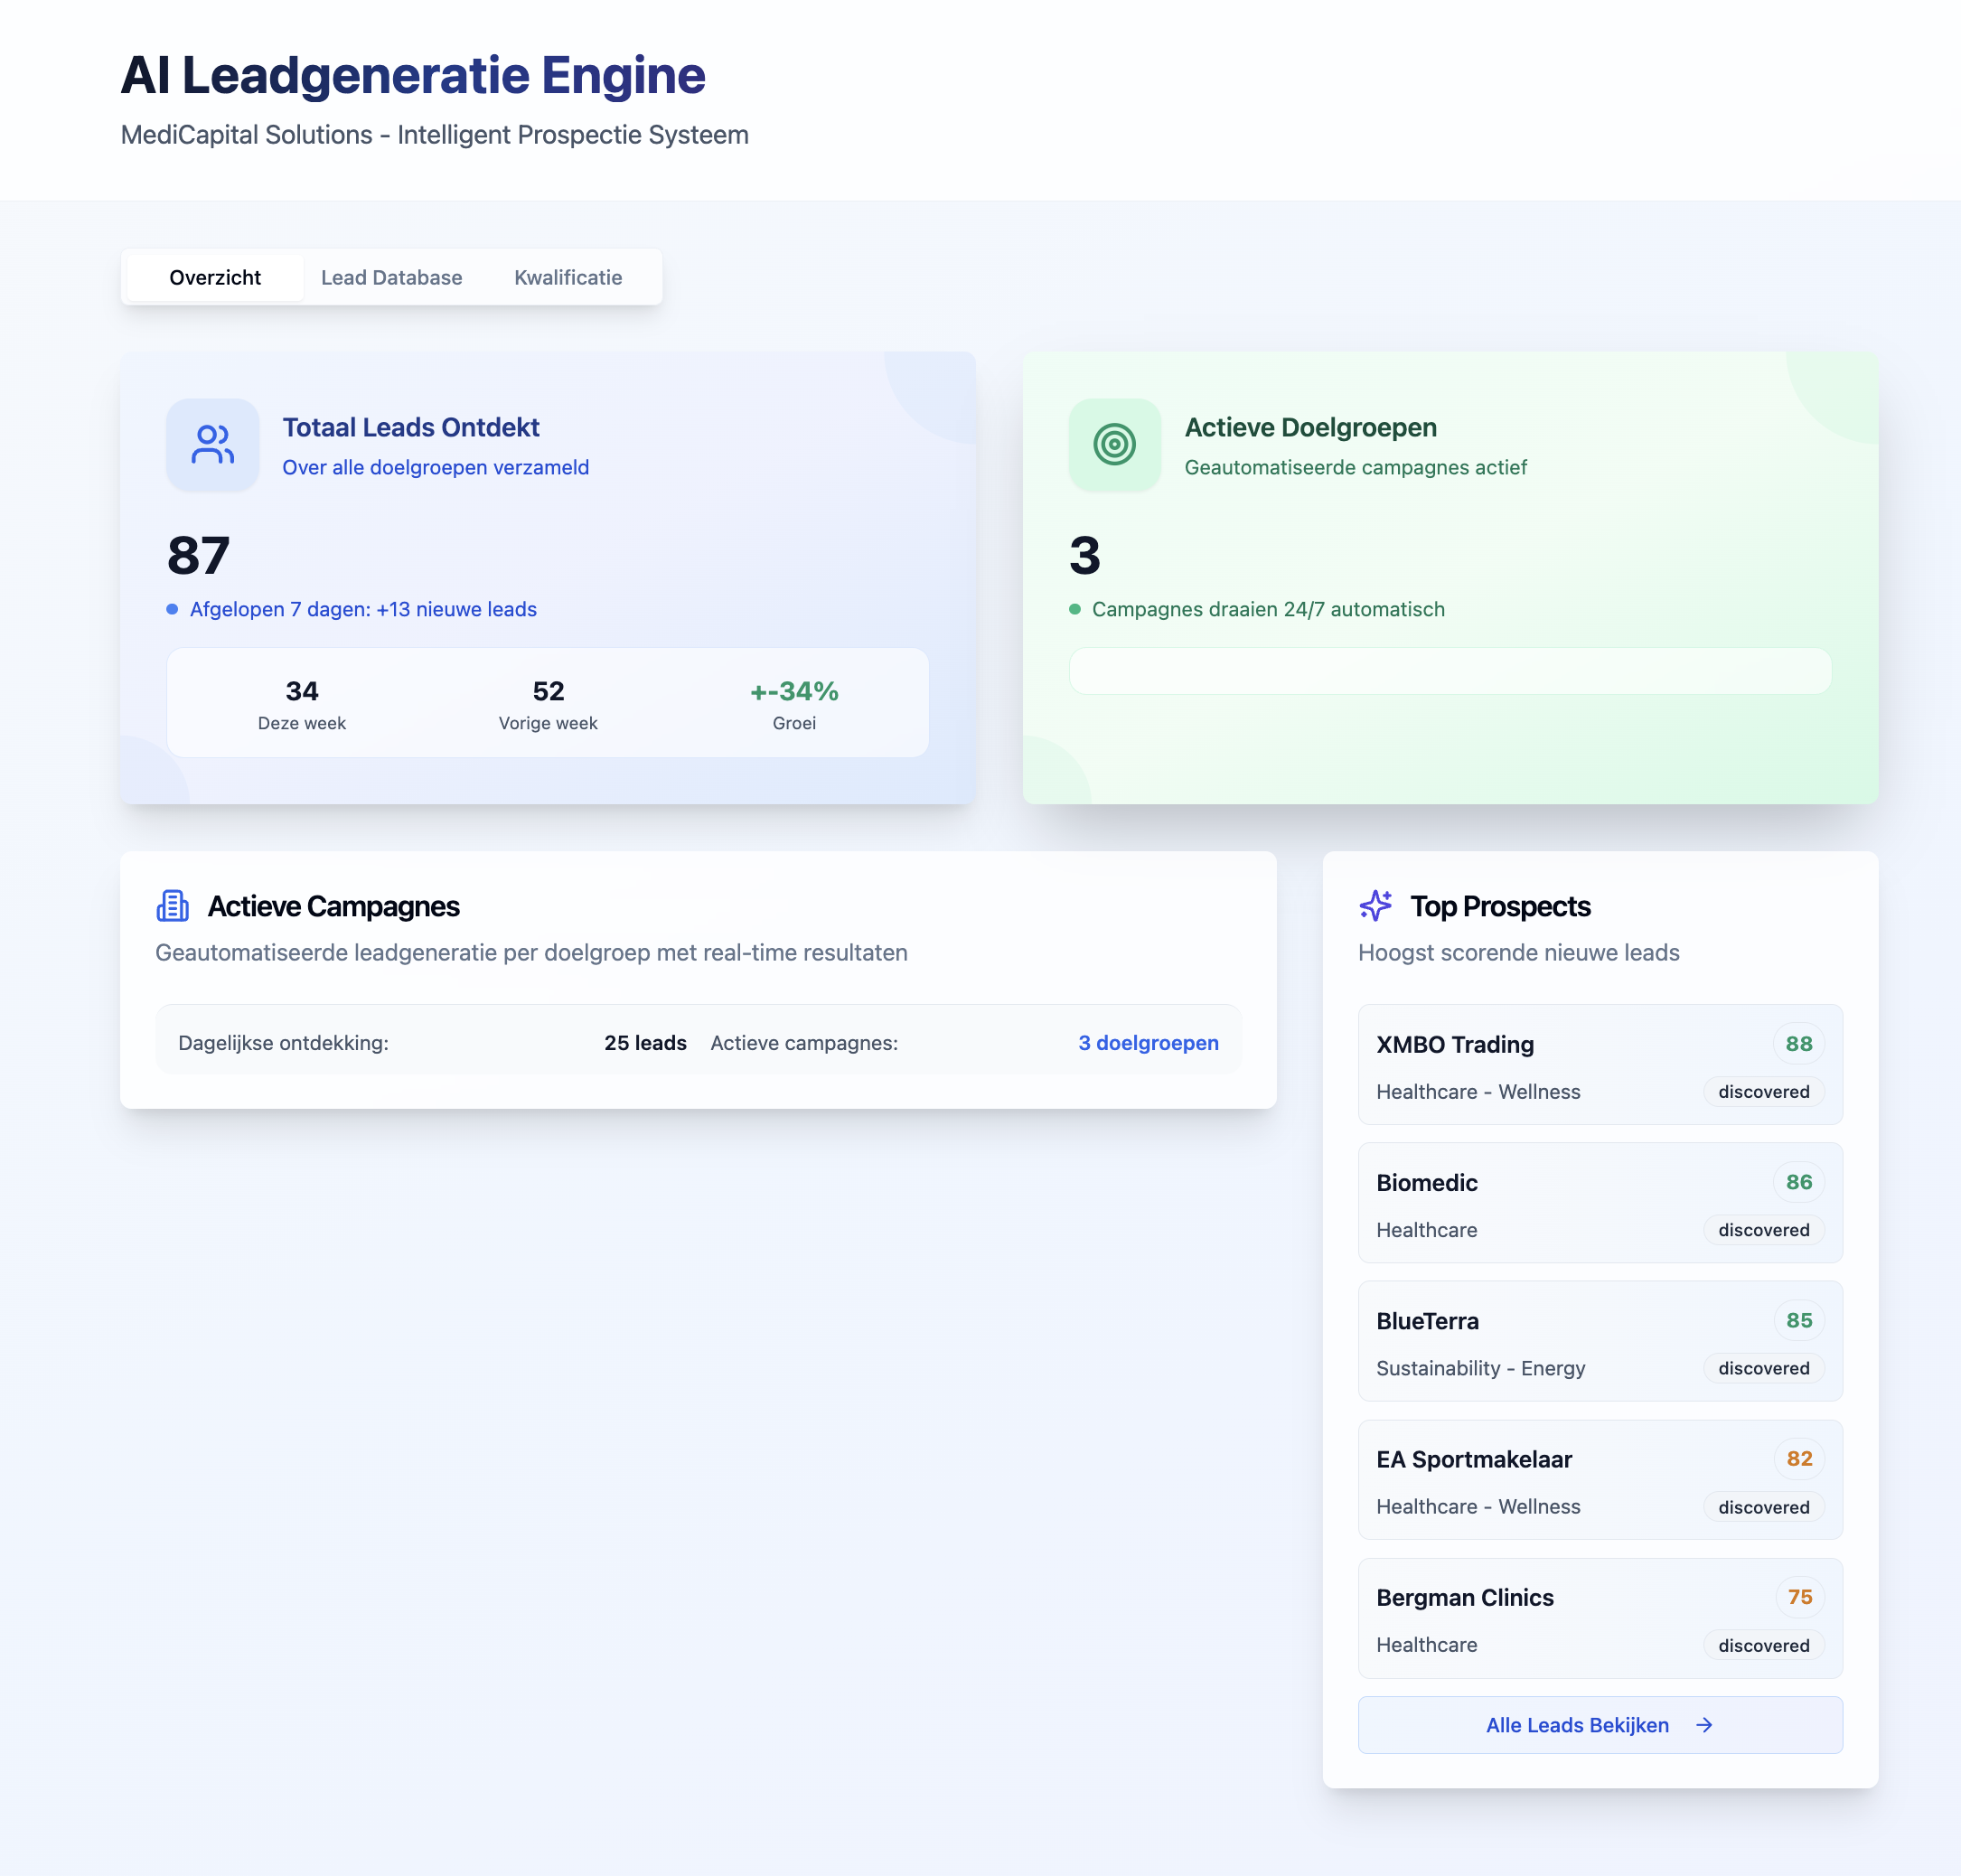 AI Leadgeneratie Engine
MediCapital Solutions - Intelligent Prospectie Systeem
Overzicht Lead Database Kwalificatie
Totaal Leads Ontdekt
Over alle doelgroepen verzameld
87
Afgelopen 7 dagen: +13 nieuwe leads
34 52 +-34%
Deze week Vorige week Groei
Actieve Doelgroepen
Geautomatiseerde campagnes actief
3
Campagnes draaien 24/7 automatisch
Actieve Campagnes
Geautomatiseerde leadgeneratie per doelgroep met real-time resultaten
Dagelijkse ontdekking: 25 leads Actieve campagnes: 3 doelgroepen
Top Prospects
Hoogst scorende nieuwe leads
XMBO Trading 88
Healthcare - Wellness discovered
Biomedic 86
Healthcare discovered
BlueTerra 85
Sustainability - Energy discovered
EA Sportmakelaar 82
Healthcare - Wellness discovered
Bergman Clinics 75
Healthcare discovered
Alle Leads Bekijken